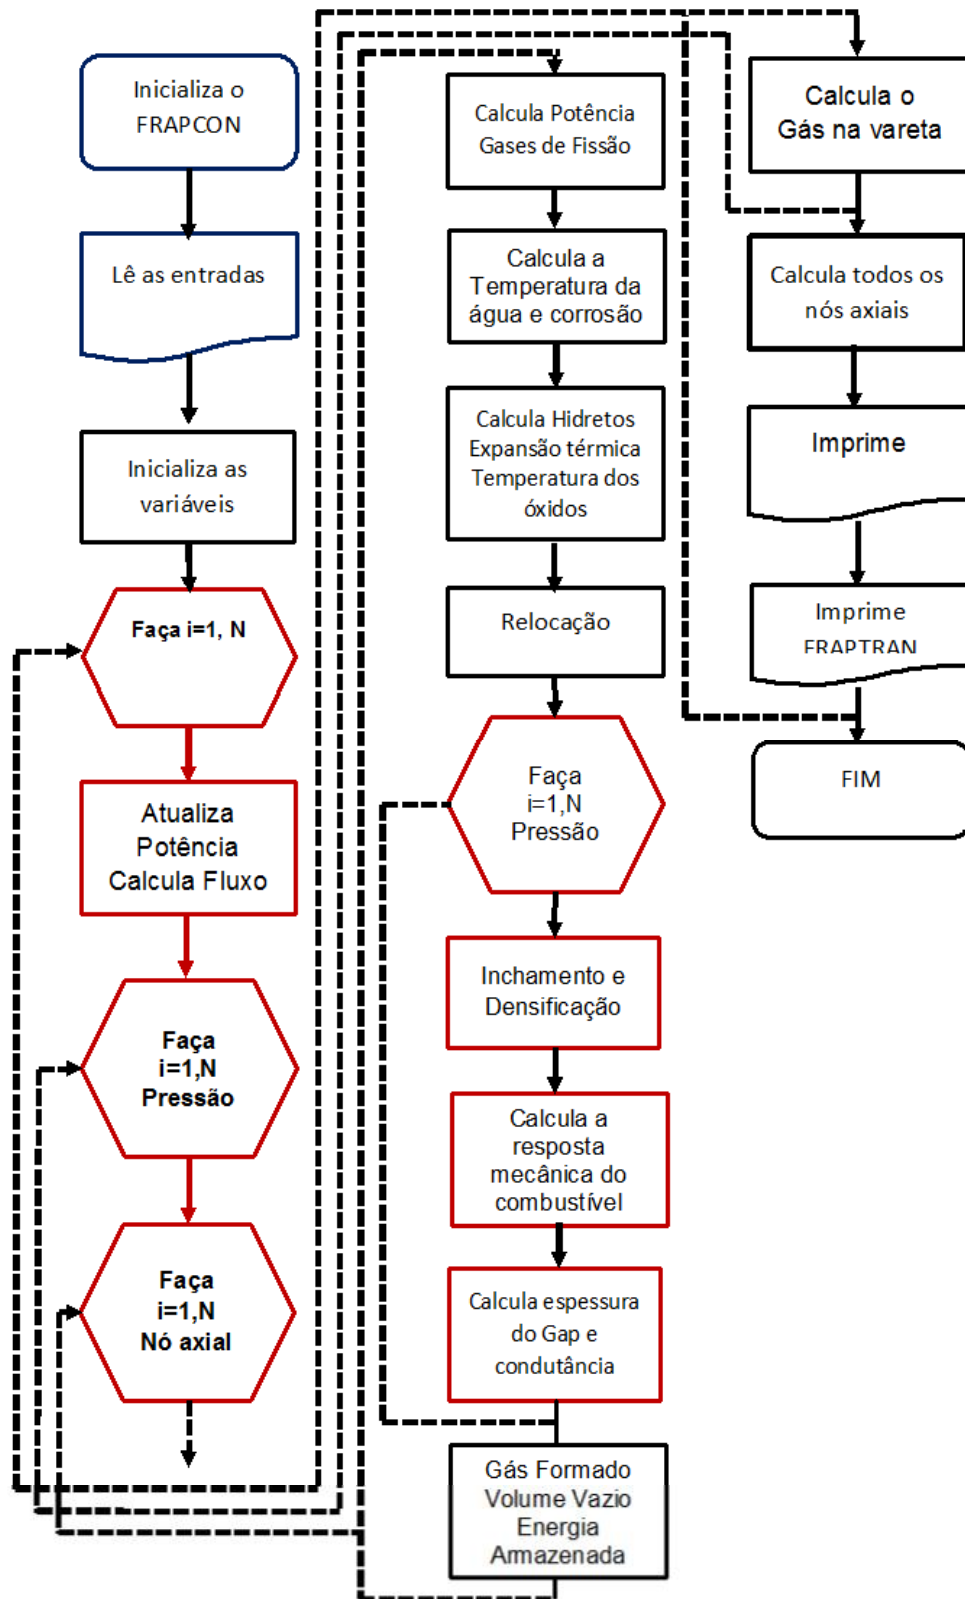 Inicializa o
FRAPCON
Lê as entradas
Inicializa as
variáveis
Faça i=1, N
Atualiza
Potência
Calcula Fluxo
Faça
i=1,N
Pressão
Faça
i=1,N
Nó axial
Calcula Potência
Gases de Fissão
Calcula a
Temperatura da
água e corrosão
Calcula Hidretos
Expansão térmica
Temperatura dos
óxidos
Relocação
Faça
i=1,N
Pressão
Inchamento e
Densificação
Calcula a
resposta
mecânica do
combustível
Calcula espessura
do Gap e
condutância
Gás Formado
Volume Vazio
Energia
Armazenada
Calcula o
Gás na vareta
Calcula todos os
nós axiais
Imprime
Imprime
FRAPTRAN
FIM